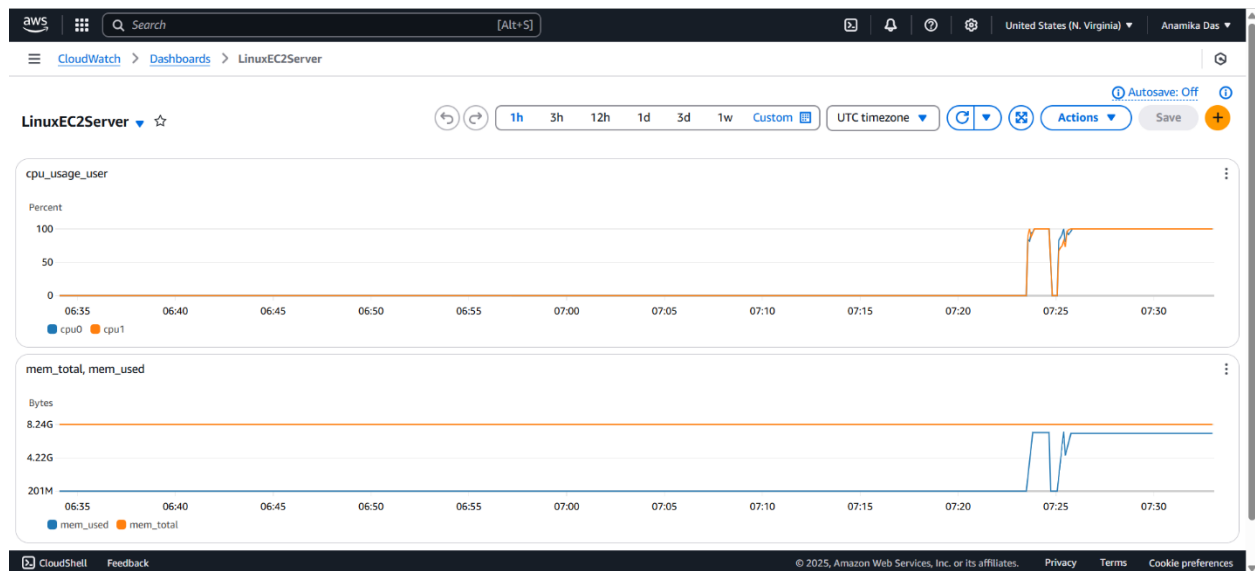 aws Search [Alt+S] United States (N. Virginia) Anamika Das
CloudWatch > Dashboards > LinuxEC2Server
Autosave: Off
LinuxEC2Server 1h 3h 12h 1d 3d 1w Custom UTC timezone Actions Save
cpu_usage_user
Percent
100
50
0
06:35 06:40 06:45 06:50 06:55 07:00 07:05 07:10 07:15 07:20 07:25 07:30
cpu0 cpu1
mem_total, mem_used
Bytes
8.24G
4.22G
201M
06:35 06:40 06:45 06:50 06:55 07:00 07:05 07:10 07:15 07:20 07:25 07:30
mem_used mem_total
CloudShell Feedback © 2025, Amazon Web Services, Inc. or its affiliates. Privacy Terms Cookie preferences